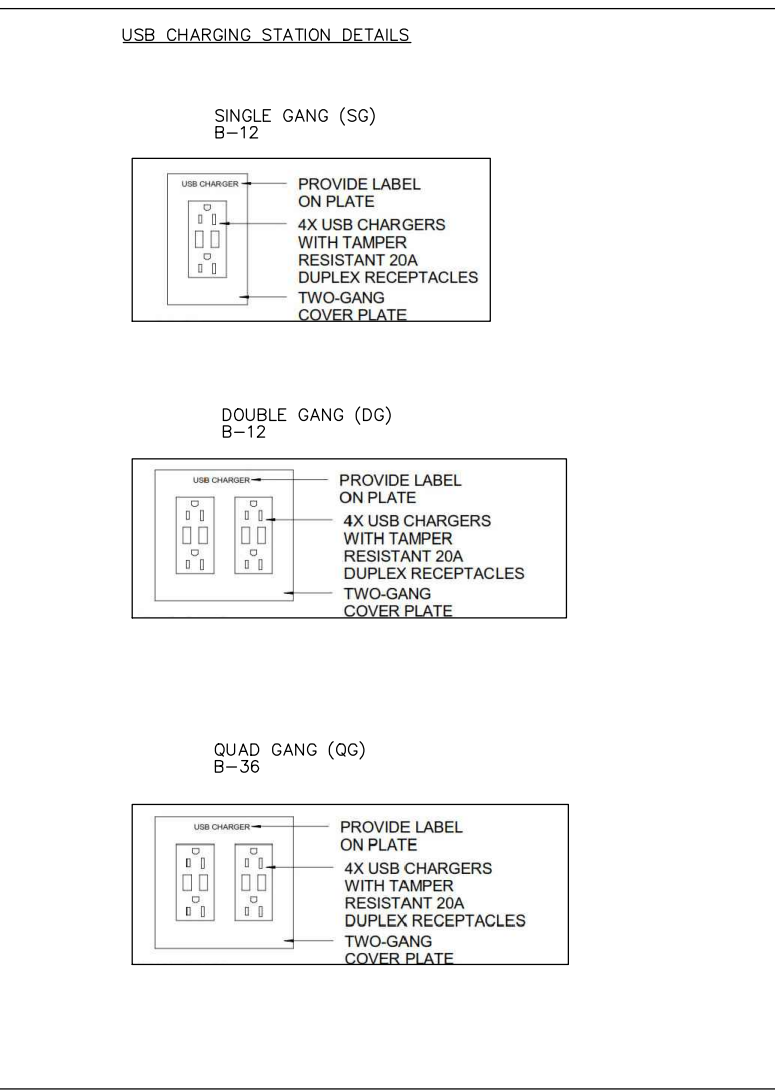 USB CHARGING STATION DETAILS
SINGLE GANG (SG)
B-12
USB CHARGER
PROVIDE LABEL
ON PLATE
4X USB CHARGERS
WITH TAMPER
RESISTANT 20A
DUPLEX RECEPTACLES
TWO-GANG
COVER PLATE
DOUBLE GANG (DG)
B-12
USB CHARGER
PROVIDE LABEL
ON PLATE
4X USB CHARGERS
WITH TAMPER
RESISTANT 20A
DUPLEX RECEPTACLES
TWO-GANG
COVER PLATE
QUAD GANG (QG)
B-36
USB CHARGER
PROVIDE LABEL
ON PLATE
4X USB CHARGERS
WITH TAMPER
RESISTANT 20A
DUPLEX RECEPTACLES
TWO-GANG
COVER PLATE